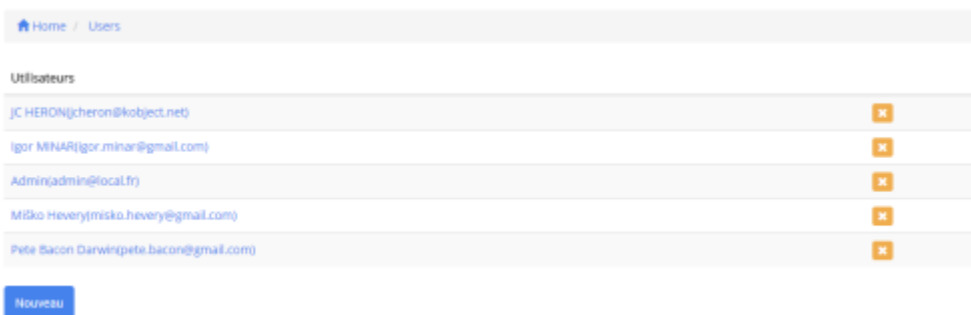 Home / Users
Utilisateurs
JC HERON(jcheron@kobject.net)
Igor MINAR(igor.minar@gmail.com)
Admin(admin@local.fr)
Miško Hevery(misko.hevery@gmail.com)
Pete Bacon Darwin(pete.bacon@gmail.com)
Nouveau